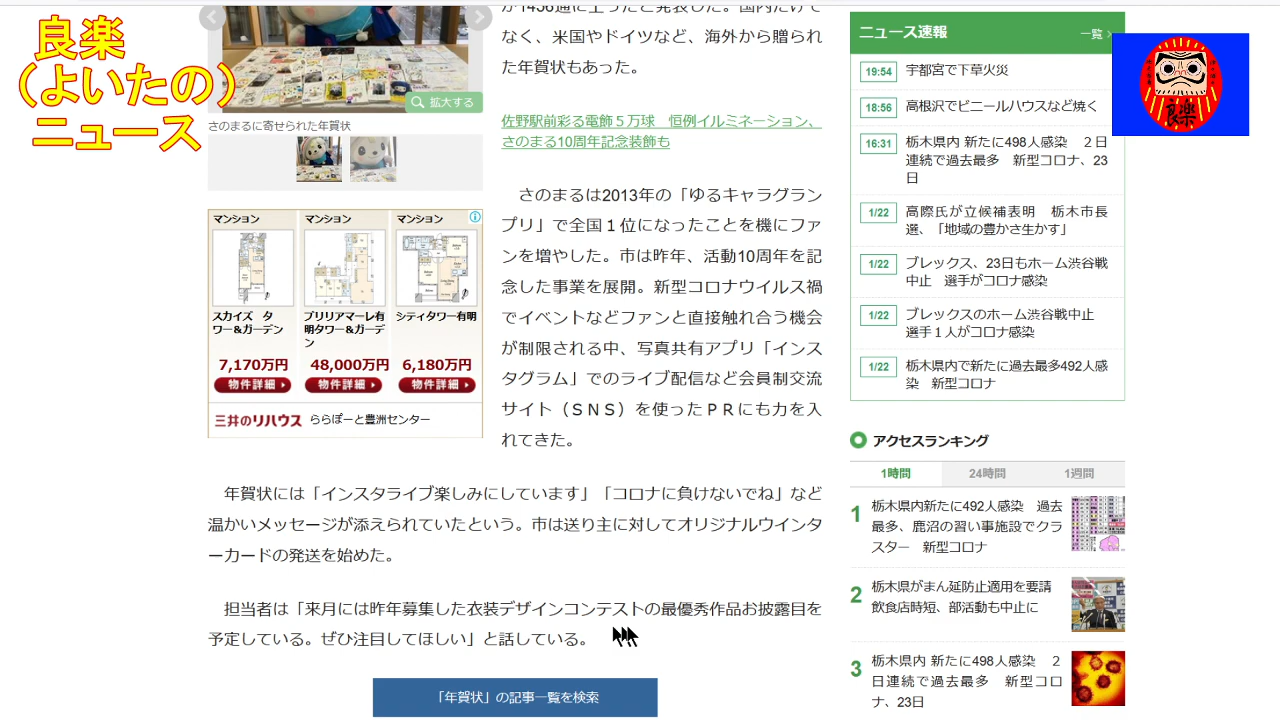 良楽
（よいたの）
ニュース
拡大する
さのまるに寄せられた年賀状
マンション
マンション
マンション
スカイズ　タ
ワー＆ガーデン
7,170万円
物件詳細
ブリリアマーレ有
明タワー＆ガーデ
ン
48,000万円
物件詳細
シティタワー有明
6,180万円
物件詳細
三井のリハウス ららぽーと豊洲センター
なく、米国やドイツなど、海外から贈られ
た年賀状もあった。
佐野駅前彩る電飾５万球　恒例イルミネーション、
さのまる10周年記念装飾も
さのまるは2013年の「ゆるキャラグラン
プリ」で全国１位になったことを機にファ
ンを増やした。市は昨年、活動10周年を記
念した事業を展開。新型コロナウイルス禍
でイベントなどファンと直接触れ合う機会
が制限される中、写真共有アプリ「インス
タグラム」でのライブ配信など会員制交流
サイト（ＳＮＳ）を使ったＰＲにも力を入
れてきた。
年賀状には「インスタライブ楽しみにしています」「コロナに負けないでね」など
温かいメッセージが添えられていたという。市は送り主に対してオリジナルウインタ
ーカードの発送を始めた。
担当者は「来月には昨年募集した衣装デザインコンテストの最優秀作品お披露目を
予定している。ぜひ注目してほしい」と話している。
「年賀状」の記事一覧を検索
ニュース速報
一覧
19:54 宇都宮で下草火災
18:56 高根沢でビニールハウスなど焼く
16:31 栃木県内 新たに498人感染　２日
連続で過去最多　新型コロナ、23
日
1/22 高際氏が立候補表明　栃木市長
選、「地域の豊かさ生かす」
1/22 ブレックス、23日もホーム渋谷戦
中止　選手がコロナ感染
1/22 ブレックスのホーム渋谷戦中止
選手１人がコロナ感染
1/22 栃木県内で新たに過去最多492人感
染　新型コロナ
アクセスランキング
1時間 24時間 1週間
1 栃木県内新たに492人感染　過去
最多、鹿沼の習い事施設でクラ
スター　新型コロナ
2 栃木県がまん延防止適用を要請
飲食店時短、部活動も中止に
3 栃木県内 新たに498人感染　２
日連続で過去最多　新型コロ
ナ、23日
良楽